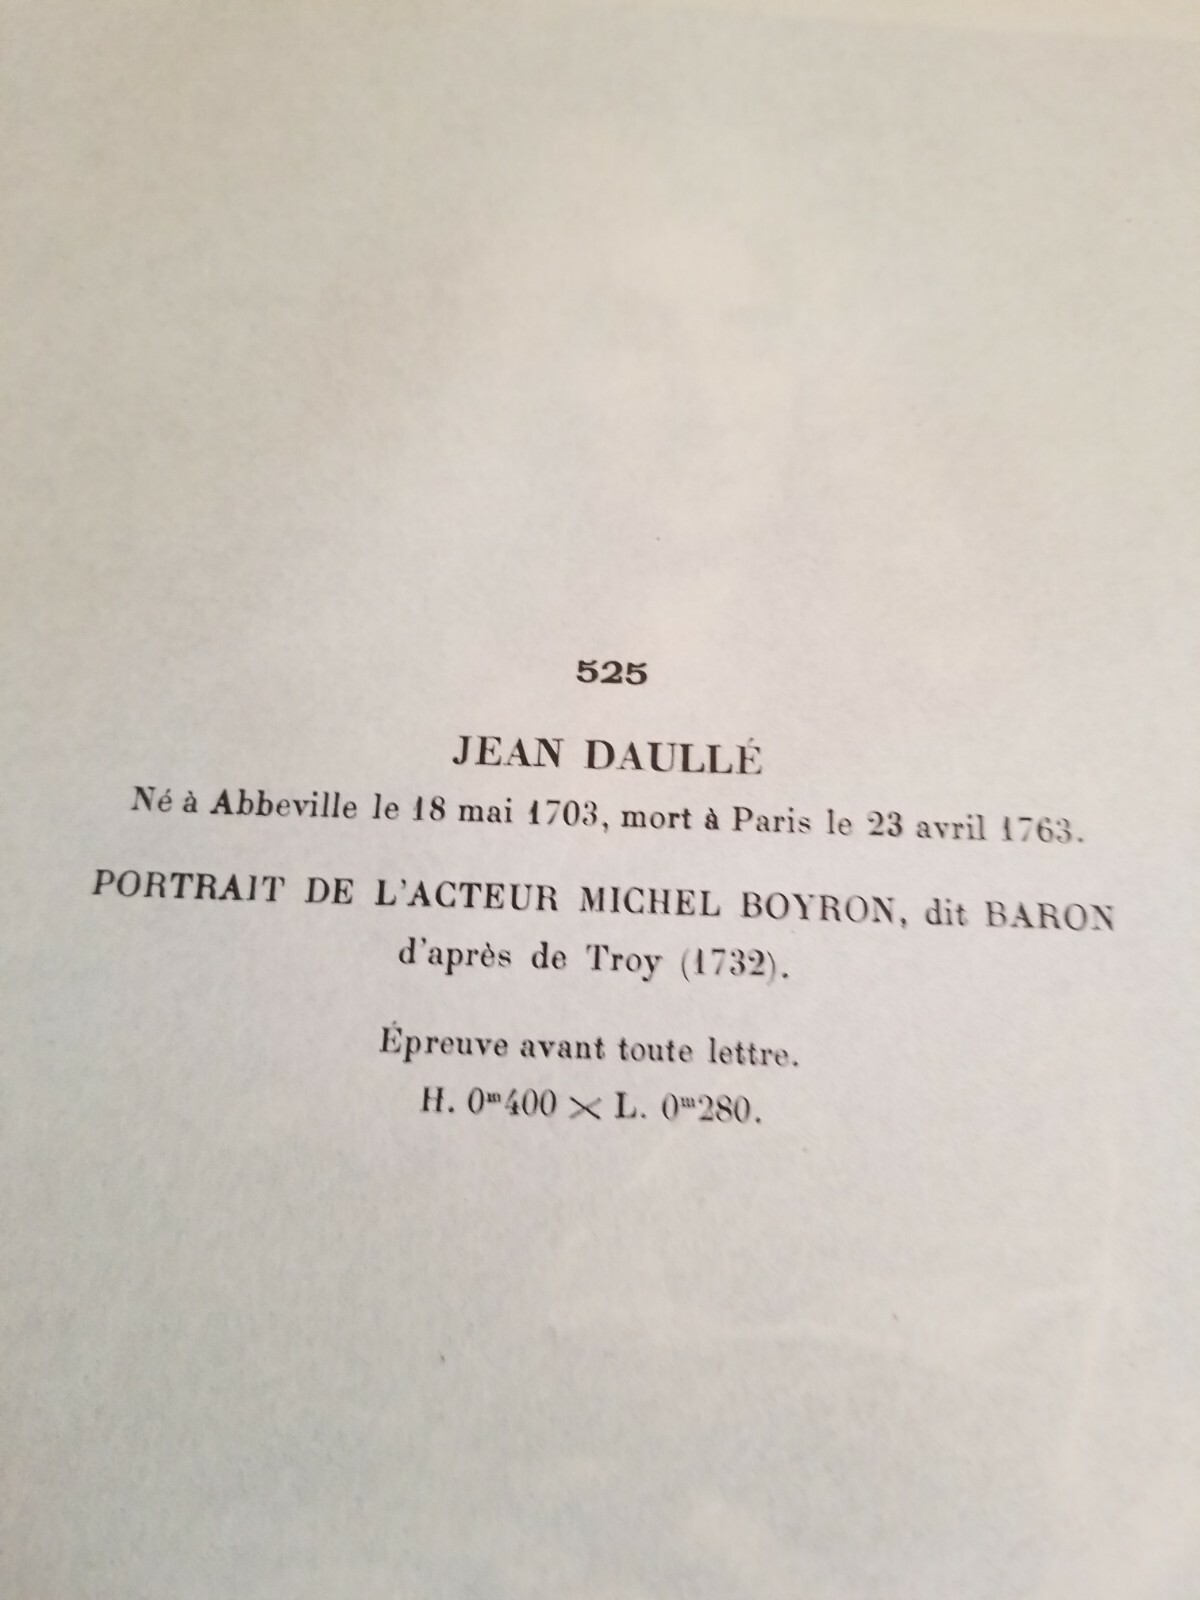 525
JEAN DAULLÉ
Né à Abbeville le 18 mai 1703, mort à Paris le 23 avril 1763.
PORTRAIT DE L'ACTEUR MICHEL BOYRON, dit BARON
d'après de Troy (1732).
Épreuve avant toute lettre.
H. 0ᵐ400 × L. 0ᵐ280.